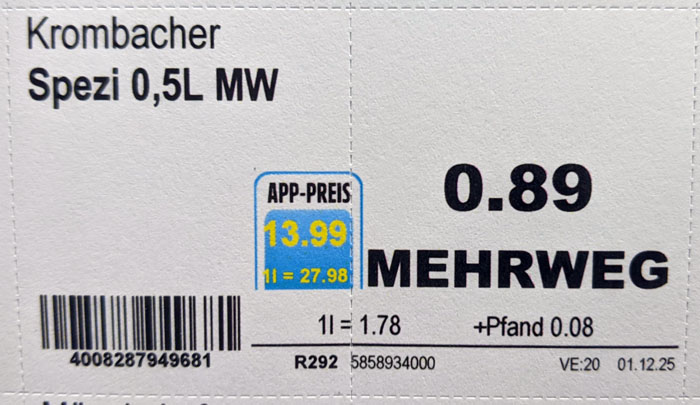 Krombacher
Spezi 0,5L MW
APP-PREIS
13.99
1l = 27.98
0.89
MEHRWEG
1l = 1.78 +Pfand 0.08
4008287949681
R292 5858934000 VE:20 01.12.25